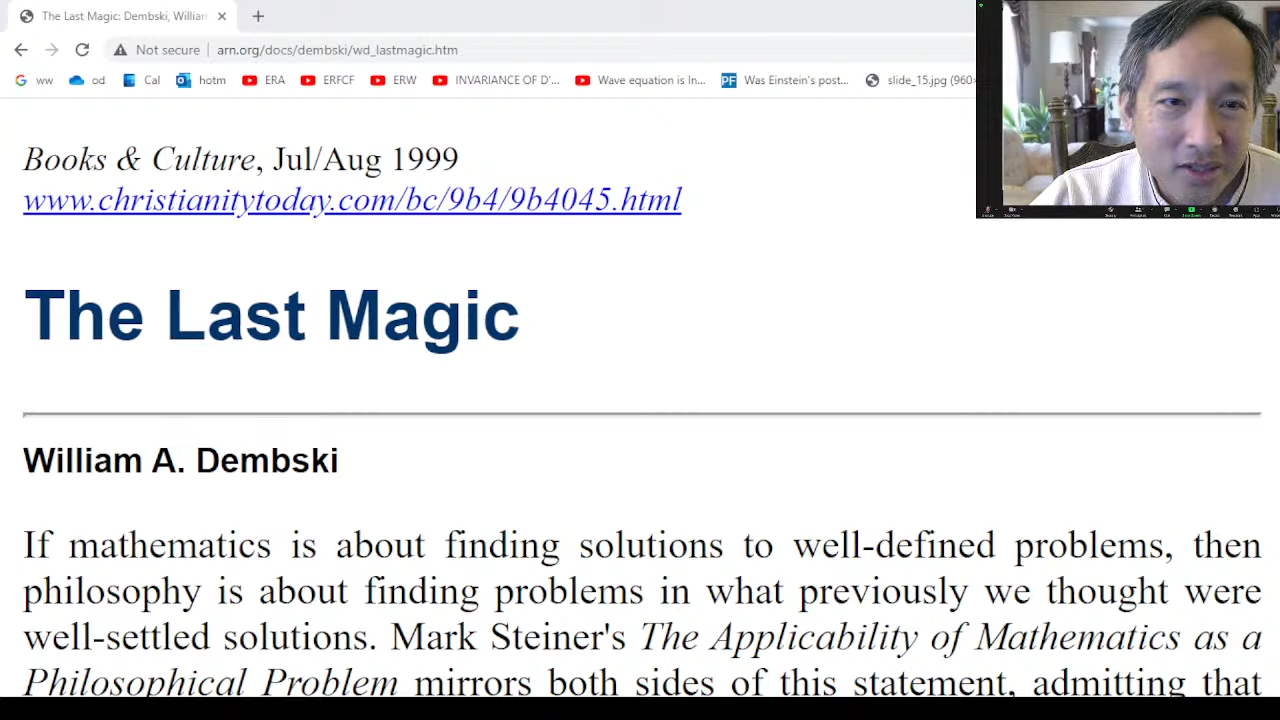 The Last Magic: Dembski, William
Not secure | arn.org/docs/dembski/wd_lastmagic.htm
ww od Cal hotm ERA ERFCF ERW INVARIANCE OF D'... Wave equation is In... PF Was Einstein's post... slide_15.jpg (960×
Books & Culture, Jul/Aug 1999
www.christianitytoday.com/bc/9b4/9b4045.html
The Last Magic
William A. Dembski
If mathematics is about finding solutions to well-defined problems, then
philosophy is about finding problems in what previously we thought were
well-settled solutions. Mark Steiner's The Applicability of Mathematics as a
Philosophical Problem mirrors both sides of this statement, admitting that